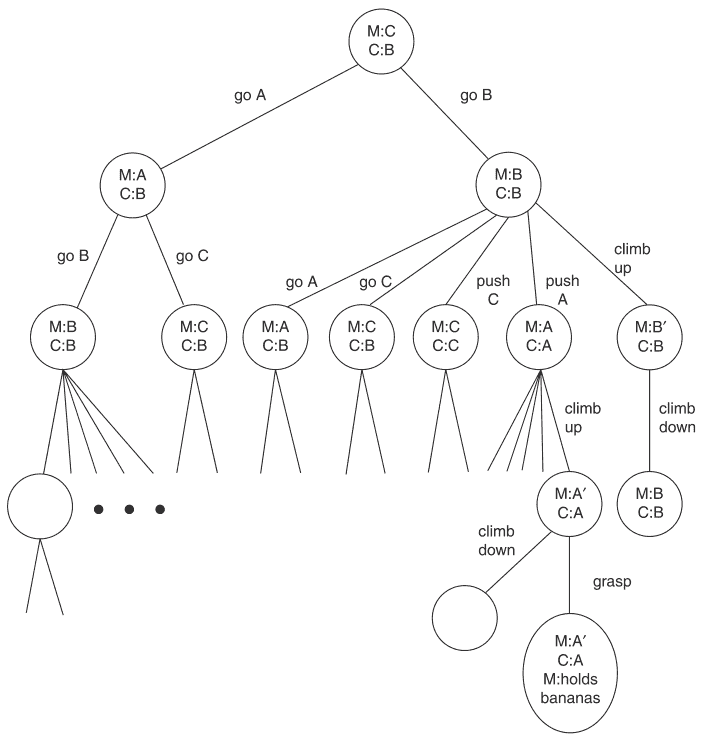 M:C
C:B
go A
go B
M:A
C:B
M:B
C:B
go B
go C
go A
go C
push
C
push
A
climb
up
M:B
C:B
M:C
C:B
M:A
C:B
M:C
C:B
M:C
C:C
M:A
C:A
M:B′
C:B
climb
up
climb
down
M:A′
C:A
M:B
C:B
climb
down
grasp
M:A′
C:A
M:holds
bananas